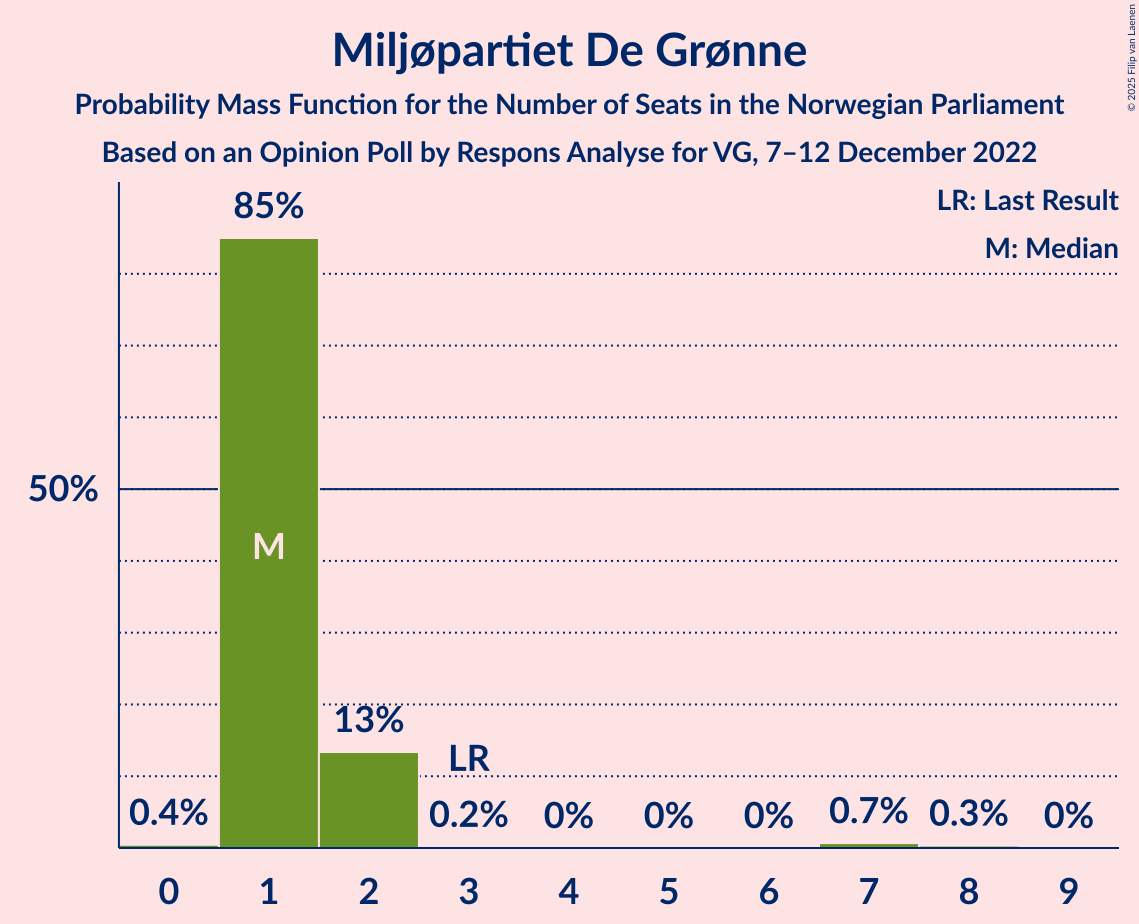 Miljøpartiet De Grønne
Probability Mass Function for the Number of Seats in the Norwegian Parliament
Based on an Opinion Poll by Respons Analyse for VG, 7–12 December 2022
© 2025 Filip van Laenen
LR: Last Result
M: Median
85%
50%
M
13%
LR
0.4%
0.2%
0%
0%
0%
0.7%
0.3%
0%
0 1 2 3 4 5 6 7 8 9